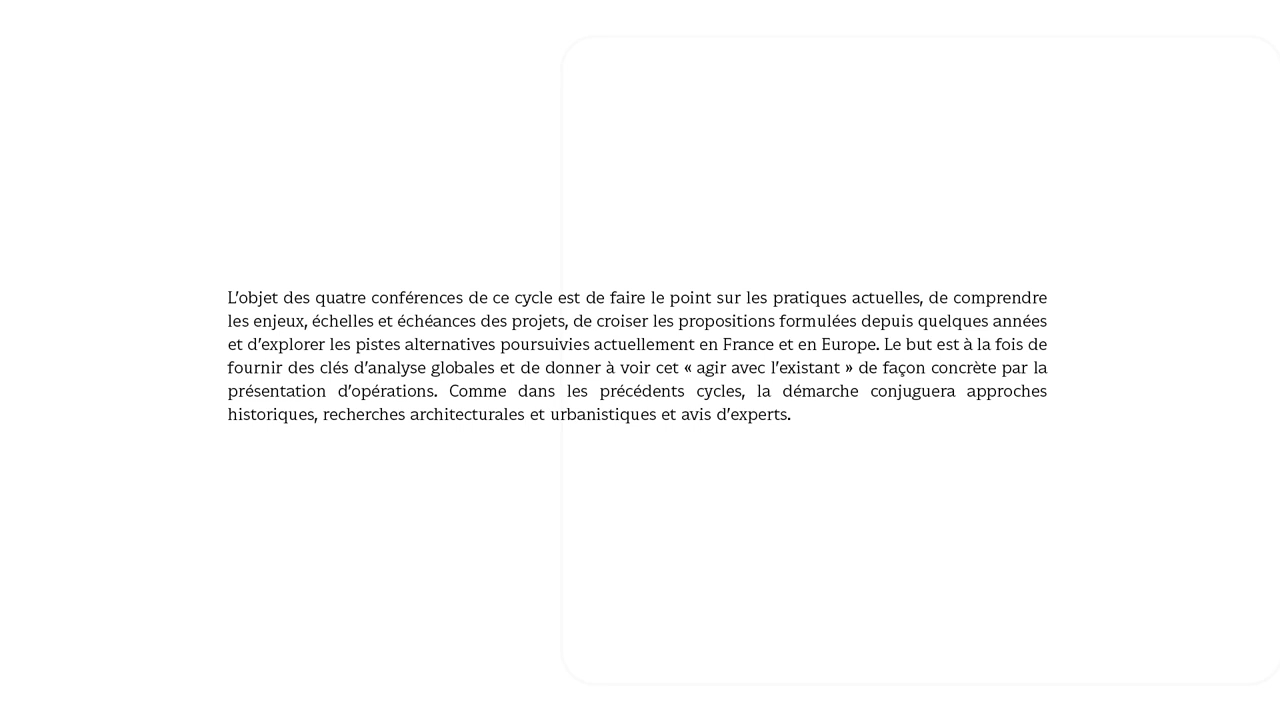 L’objet des quatre conférences de ce cycle est de faire le point sur les pratiques actuelles, de comprendre
les enjeux, échelles et échéances des projets, de croiser les propositions formulées depuis quelques années
et d’explorer les pistes alternatives poursuivies actuellement en France et en Europe. Le but est à la fois de
fournir des clés d’analyse globales et de donner à voir cet « agir avec l’existant » de façon concrète par la
présentation d’opérations. Comme dans les précédents cycles, la démarche conjuguera approches
historiques, recherches architecturales et urbanistiques et avis d’experts.